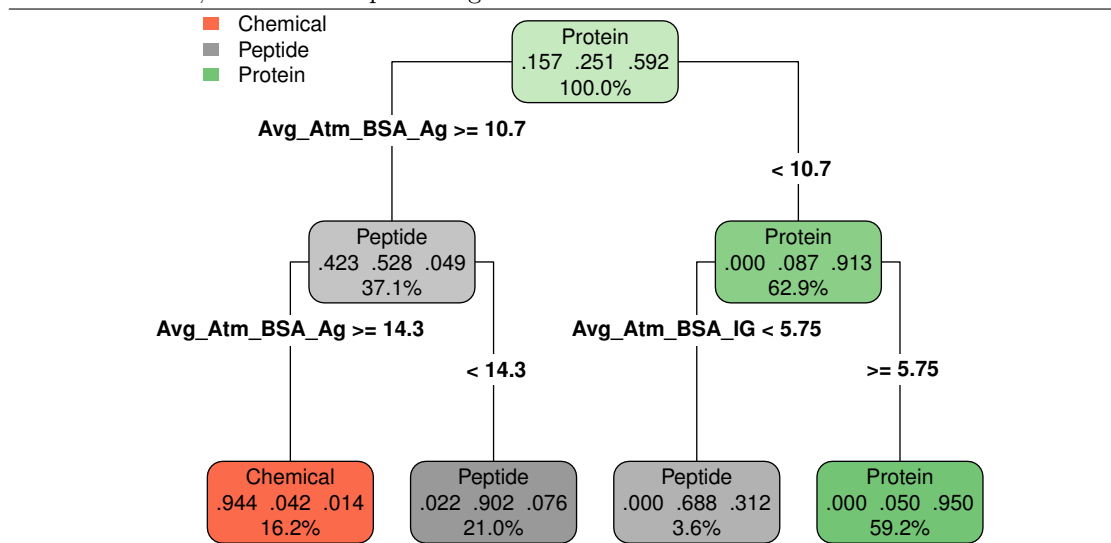 Chemical
Peptide
Protein
Protein
.157 .251 .592
100.0%
Avg_Atm_BSA_Ag >= 10.7
< 10.7
Peptide
.423 .528 .049
37.1%
Protein
.000 .087 .913
62.9%
Avg_Atm_BSA_Ag >= 14.3
< 14.3
Avg_Atm_BSA_IG < 5.75
>= 5.75
Chemical
.944 .042 .014
16.2%
Peptide
.022 .902 .076
21.0%
Peptide
.000 .688 .312
3.6%
Protein
.000 .050 .950
59.2%